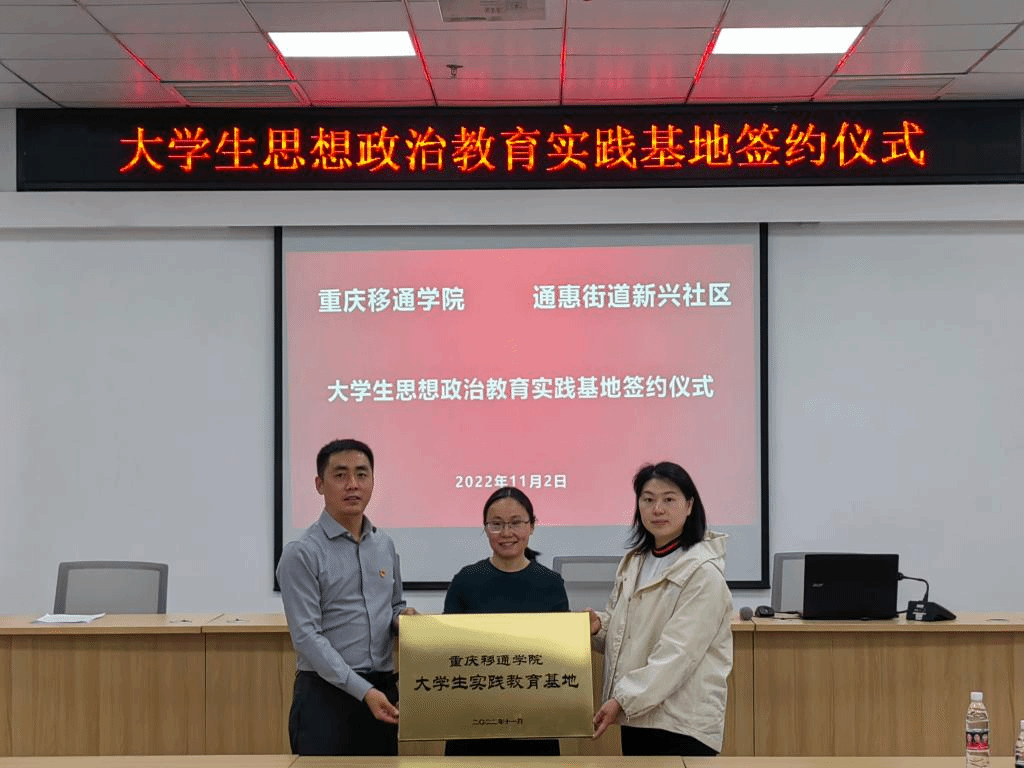 大学生思想政治教育实践基地签约仪式
重庆移通学院 通惠街道新兴社区
大学生思想政治教育实践基地签约仪式
2022年11月2日
重庆移通学院
大学生实践教育基地
二〇二二年十一月
acer